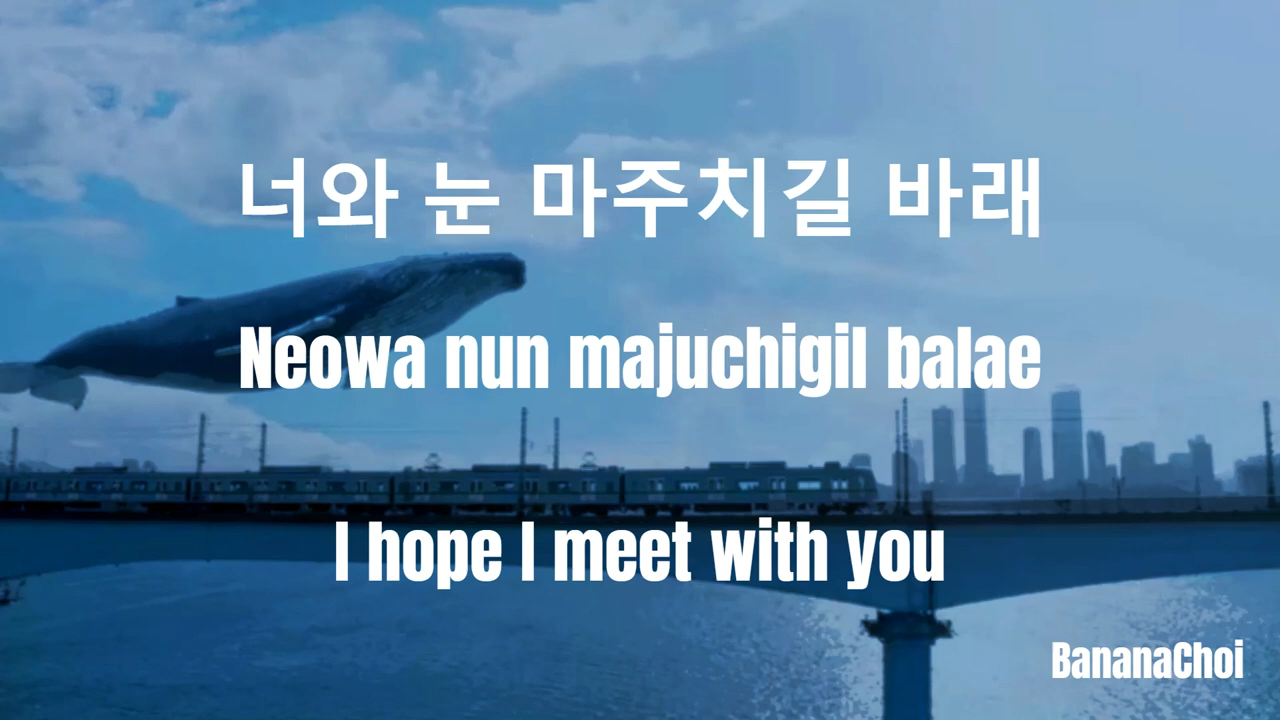 너와 눈 마주치길 바래
Neowa nun majuchigil balae
I hope I meet with you
BananaChoi